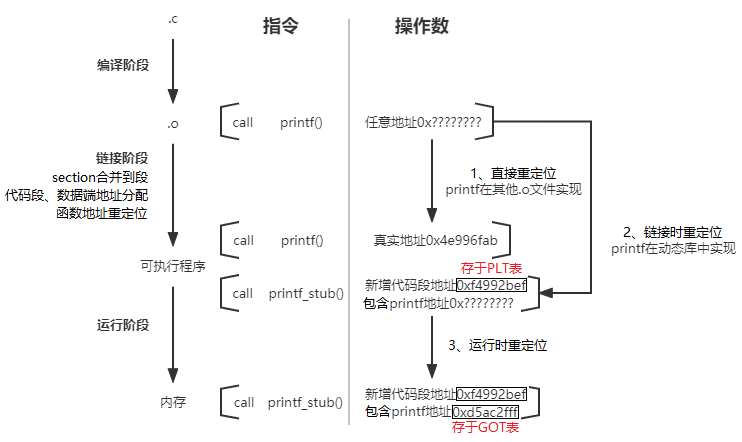 .c
指令
操作数
编译阶段
.o
call printf()
任意地址0x????????
链接阶段
section合并到段
代码段、数据端地址分配
函数地址重定位
1、直接重定位
printf在其他.o文件实现
2、链接时重定位
printf在动态库中实现
call printf()
真实地址0x4e996fab
可执行程序
存于PLT表
call printf_stub()
新增代码段地址0xf4992bef
包含printf地址0x????????
运行阶段
3、运行时重定位
内存
call printf_stub()
新增代码段地址0xf4992bef
包含printf地址0xd5ac2fff
存于GOT表